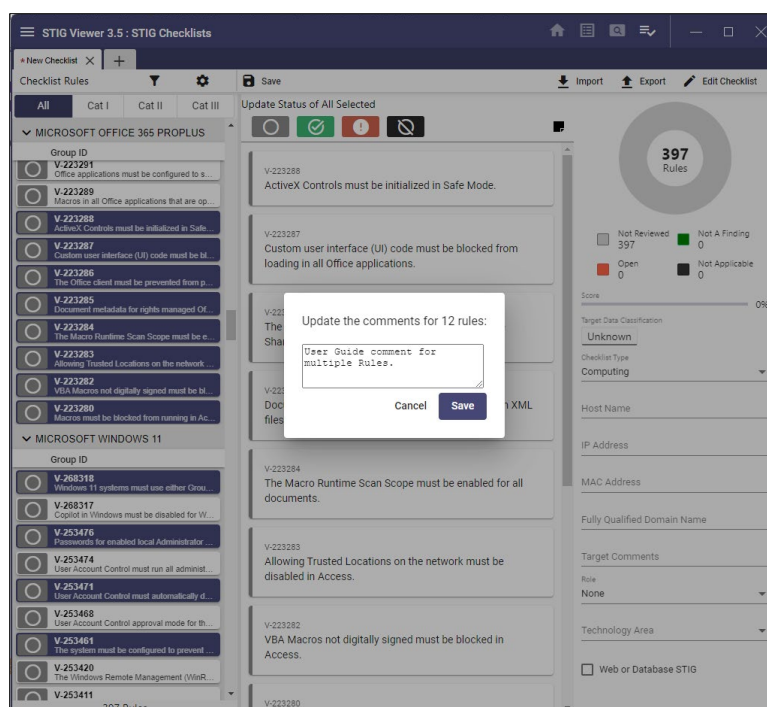 STIG Viewer 3.5 : STIG Checklists
* New Checklist
Checklist Rules
Save
Import
Export
Edit Checklist
All
Cat I
Cat II
Cat III
MICROSOFT OFFICE 365 PROPLUS
Group ID
V-223291
Office applications must be configured to s...
V-223289
Macros in all Office applications that are op...
V-223288
ActiveX Controls must be initialized in Safe...
V-223287
Custom user interface (UI) code must be bl...
V-223286
The Office client must be prevented from p...
V-223285
Document metadata for rights managed Of...
V-223284
The Macro Runtime Scan Scope must be e...
V-223283
Allowing Trusted Locations on the network ...
V-223282
VBA Macros not digitally signed must be bl...
V-223280
Macros must be blocked from running in Ac...
MICROSOFT WINDOWS 11
Group ID
V-268318
Windows 11 systems must use either Grou...
V-268317
Copilot in Windows must be disabled for W...
V-253476
Passwords for enabled local Administrator ...
V-253474
User Account Control must run all administ...
V-253471
User Account Control must automatically d...
V-253468
User Account Control approval mode for th...
V-253461
The system must be configured to prevent ...
V-253420
The Windows Remote Management (WinR...
V-253411
397 Rules
Update Status of All Selected
V-223288
ActiveX Controls must be initialized in Safe Mode.
V-223287
Custom user interface (UI) code must be blocked from
loading in all Office applications.
V-22
The
Sha
V-22
Doc
n XML
files
Update the comments for 12 rules:
User Guide comment for
multiple Rules.
Cancel
Save
V-223284
The Macro Runtime Scan Scope must be enabled for all
documents.
V-223283
Allowing Trusted Locations on the network must be
disabled in Access.
V-223282
VBA Macros not digitally signed must be blocked in
Access.
V-223280
397
Rules
Not Reviewed
397
Not A Finding
0
Open
0
Not Applicable
0
Score
0%
Target Data Classification
Unknown
Checklist Type
Computing
Host Name
IP Address
MAC Address
Fully Qualified Domain Name
Target Comments
Role
None
Technology Area
Web or Database STIG